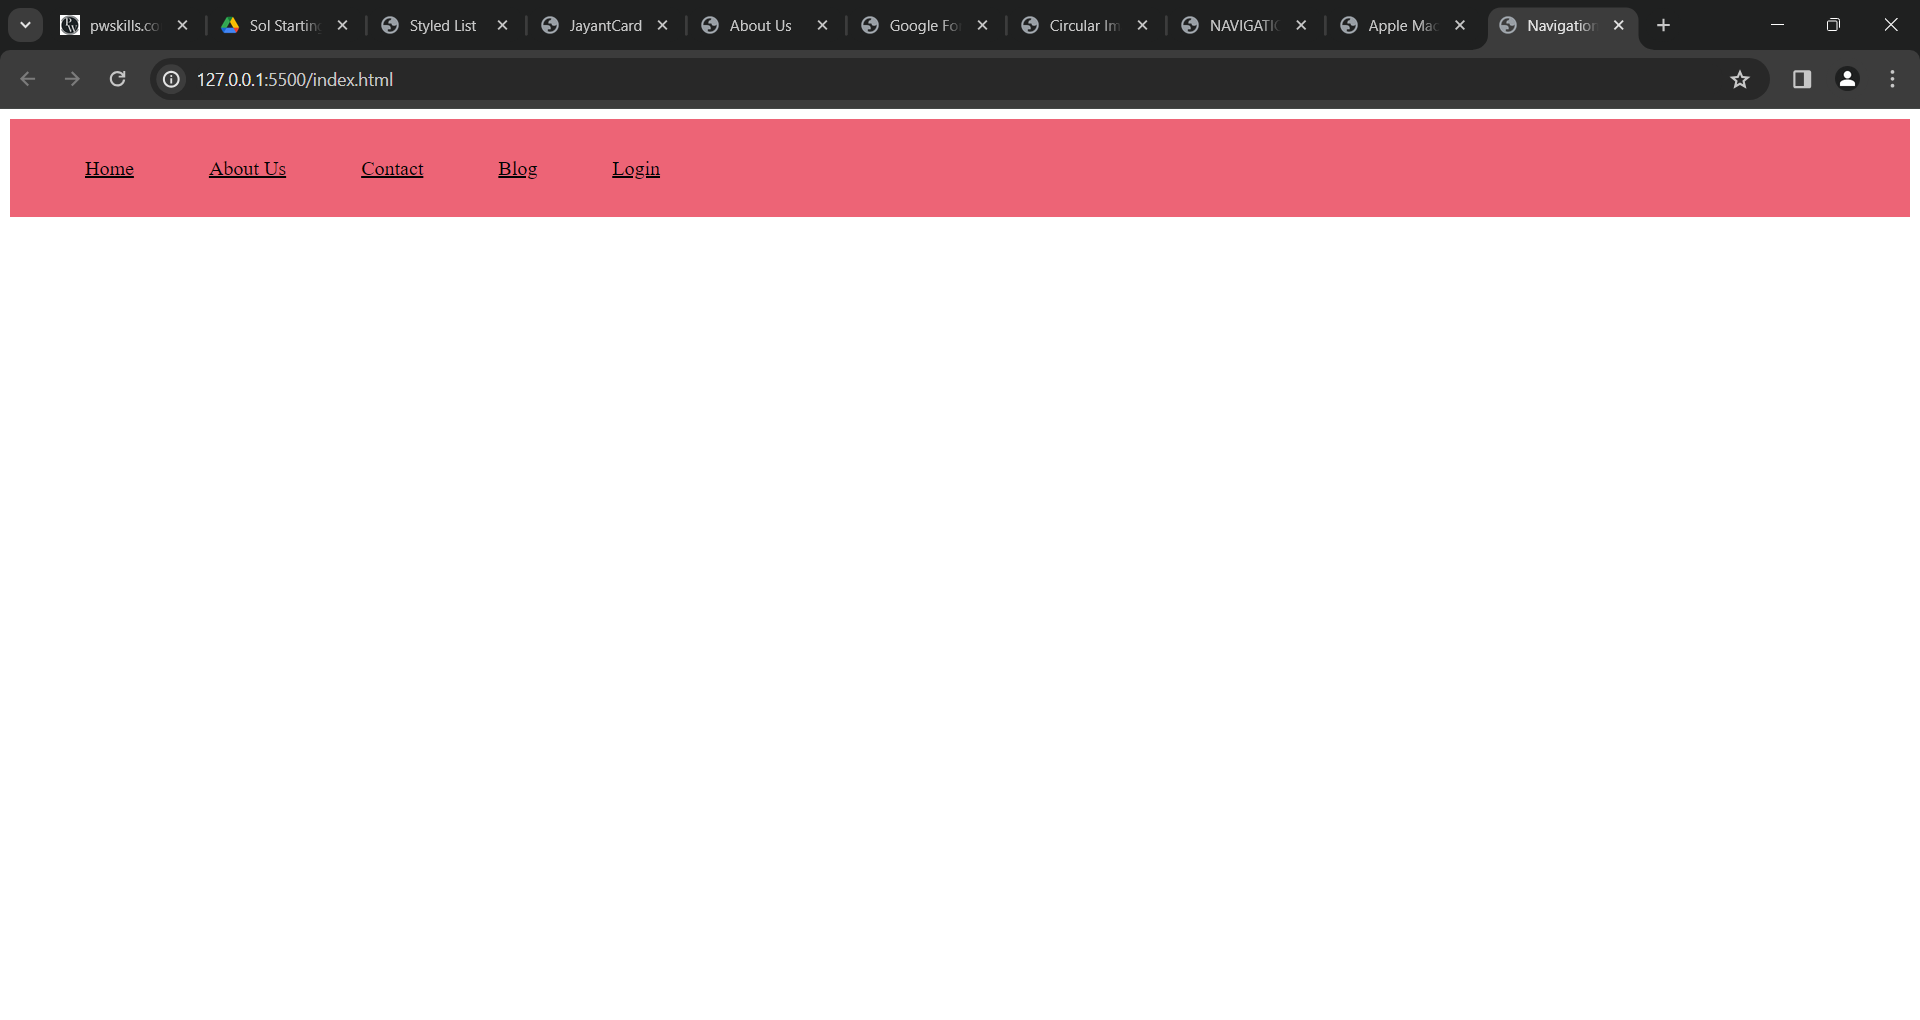 pwskills.co
Sol Starting
Styled List
JayantCard
About Us
Google Fo
Circular Im
NAVIGATIO
Apple Mac
Navigation
127.0.0.1:5500/index.html
Home About Us Contact Blog Login